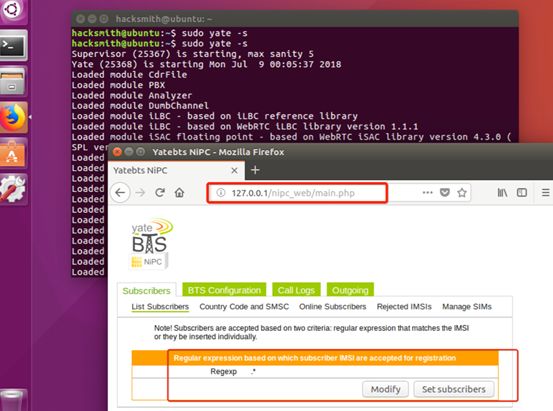 hacksmith@ubuntu: ~
hacksmith@ubuntu:~$ sudo yate -s
hacksmith@ubuntu:~$ sudo yate -s
Supervisor (25367) is starting, max sanity 5
Yate (25368) is starting Mon Jul  9 00:05:37 2018
Loaded module CdrFile
Loaded module PBX
Loaded module Analyzer
Loaded module DumbChannel
Loaded module iLBC - based on iLBC reference library
Loaded module iLBC - based on WebRTC iLBC library version 1.1.1
Loaded module iSAC floating point - based on WebRTC iSAC library version 4.3.0 (
SPL ver
Loaded
Loaded
Loaded
Loaded
Loaded
Loaded
Loaded
Loaded
Loaded
Loaded
Loaded
Yatebts NiPC - Mozilla Firefox
Yatebts NiPC
127.0.0.1/nipc_web/main.php
yate
BTS
NiPC
Subscribers BTS Configuration Call Logs Outgoing
List Subscribers Country Code and SMSC Online Subscribers Rejected IMSIs Manage SIMs
Note! Subscribers are accepted based on two criteria: regular expression that matches the IMSI
or they be inserted individually.
Regular expression based on which subscriber IMSI are accepted for registration
Regexp .*
Modify Set subscribers